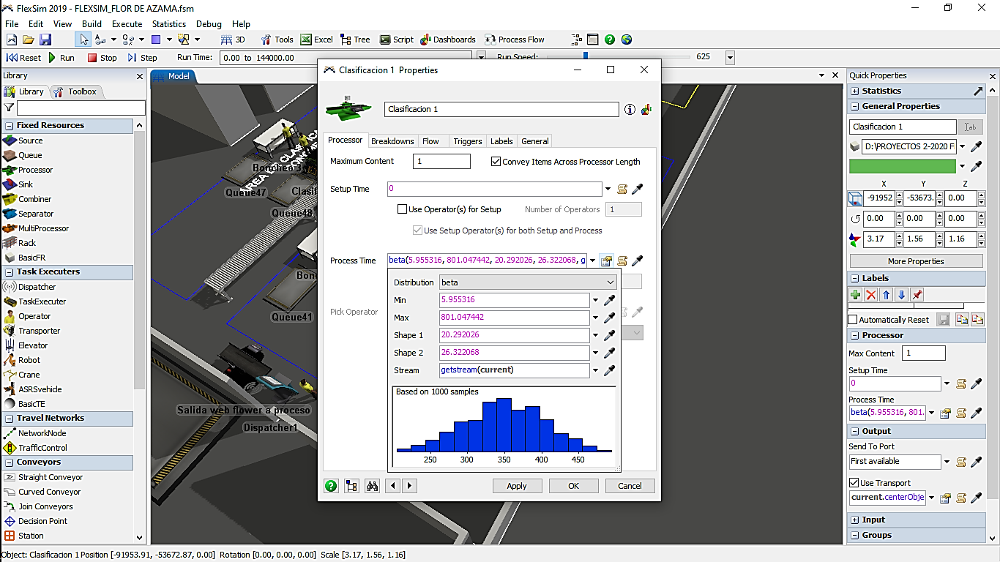 FlexSim 2019 - FLEXSIM_FLOR DE AZAMA.fsm
File Edit View Build Execute Statistics Debug Help
3D Tools Excel Tree Script Dashboards Process Flow
Reset Run Stop Step Run Time: 0.00 to 144000.00 Run Speed: 625
Library
Library Toolbox
Fixed Resources
Source
Queue
Processor
Sink
Combiner
Separator
MultiProcessor
Rack
BasicFR
Task Executers
Dispatcher
TaskExecuter
Operator
Transporter
Elevator
Robot
Crane
ASRSvehicle
BasicTE
Travel Networks
NetworkNode
TrafficControl
Conveyors
Straight Conveyor
Curved Conveyor
Join Conveyors
Decision Point
Station
Model
Boncheo 3
Queue47
Clasif
Queue48
Bonc
Queue41
Salida web flower a proceso
Dispatcher1
Clasificacion 1 Properties
Clasificacion 1
Processor Breakdowns Flow Triggers Labels General
Maximum Content 1 Convey Items Across Processor Length
Setup Time 0
Use Operator(s) for Setup Number of Operators 1
Use Setup Operator(s) for both Setup and Process
Process Time beta(5.955316, 801.047442, 20.292026, 26.322068, g
Distribution beta
Min 5.955316
Max 801.047442
Pick Operator
Shape 1 20.292026
Shape 2 26.322068
Stream getstream(current)
Based on 1000 samples
250 300 350 400 450
Apply OK Cancel
Quick Properties
Statistics
General Properties
Clasificacion 1
D:\PROYECTOS 2-2020 F
X Y Z
-91952 -53673. 0.00
0.00 0.00 0.00
3.17 1.56 1.16
More Properties
Labels
Automatically Reset
Processor
Max Content 1
Setup Time
0
Process Time
beta(5.955316, 801.
Output
Send To Port
First available
Use Transport
current.centerObje
Input
Groups
Object: Clasificacion 1 Position [-91953.91, -53672.87, 0.00] Rotation [0.00, 0.00, 0.00] Scale [3.17, 1.56, 1.16]